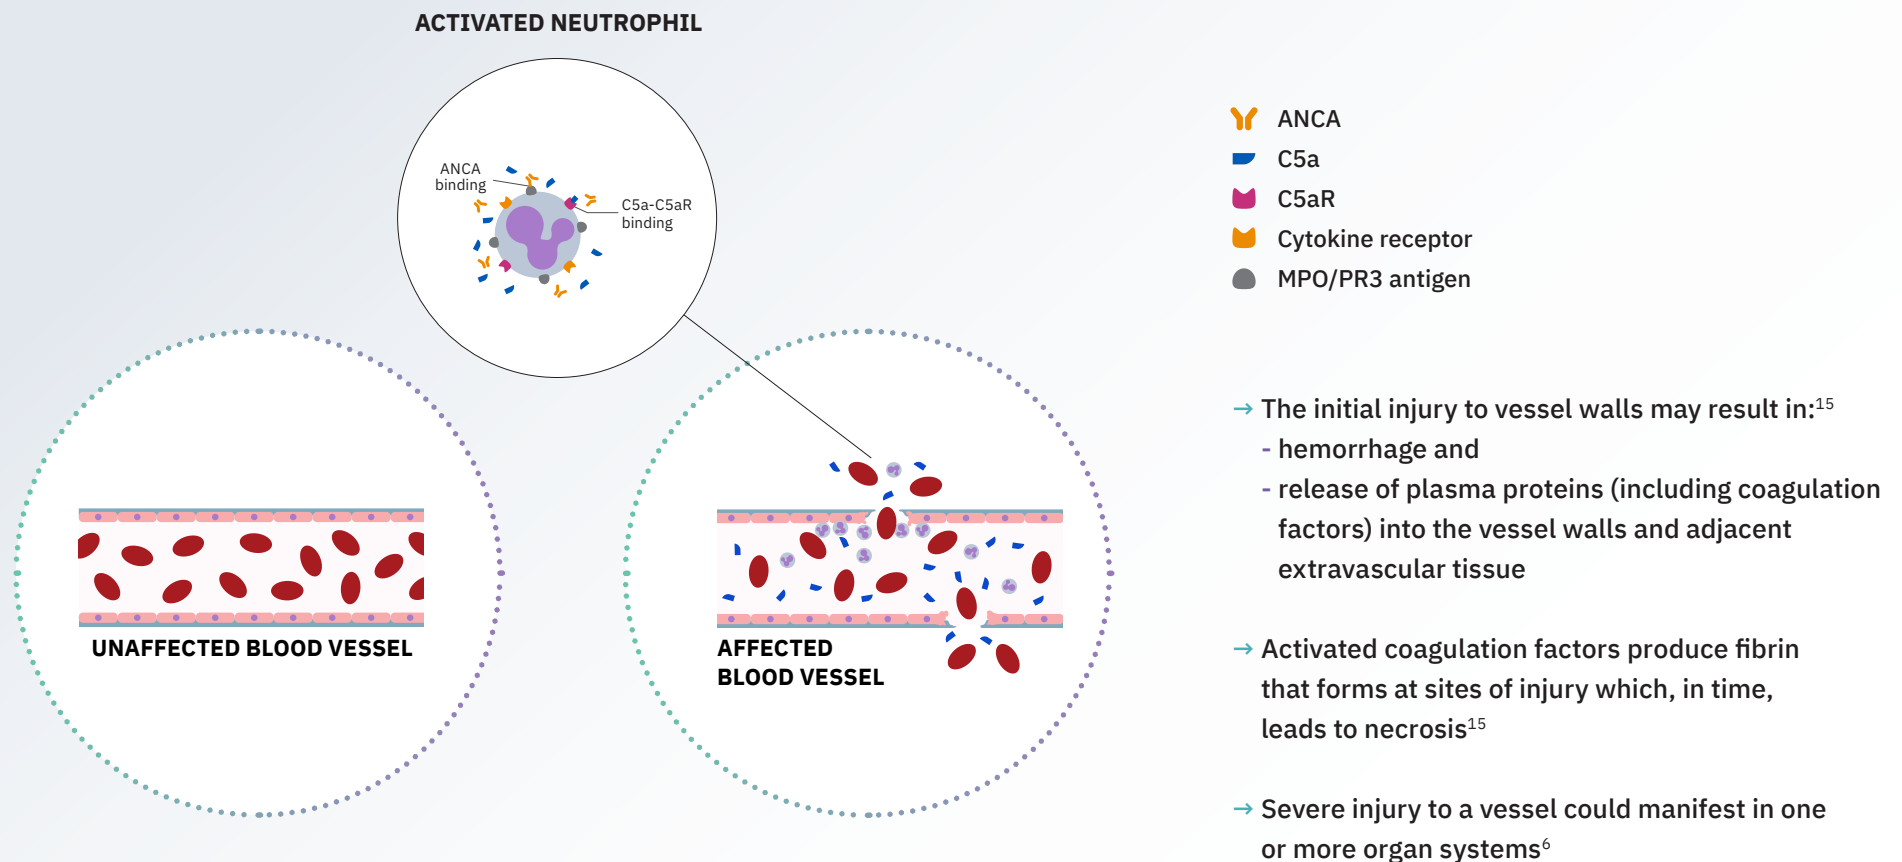 ACTIVATED NEUTROPHIL
ANCA
binding
C5a-C5aR
binding
UNAFFECTED BLOOD VESSEL
AFFECTED
BLOOD VESSEL
ANCA
C5a
C5aR
Cytokine receptor
MPO/PR3 antigen
→ The initial injury to vessel walls may result in:¹⁵
- hemorrhage and
- release of plasma proteins (including coagulation
factors) into the vessel walls and adjacent
extravascular tissue
→ Activated coagulation factors produce fibrin
that forms at sites of injury which, in time,
leads to necrosis¹⁵
→ Severe injury to a vessel could manifest in one
or more organ systems⁶